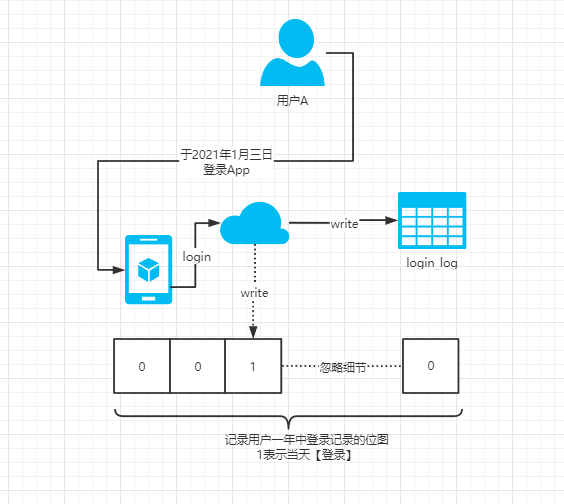 用户A
于2021年1月三日
登录App
login
write
login_log
write
0
0
1
忽略细节
0
记录用户一年中登录记录的位图
1表示当天【登录】